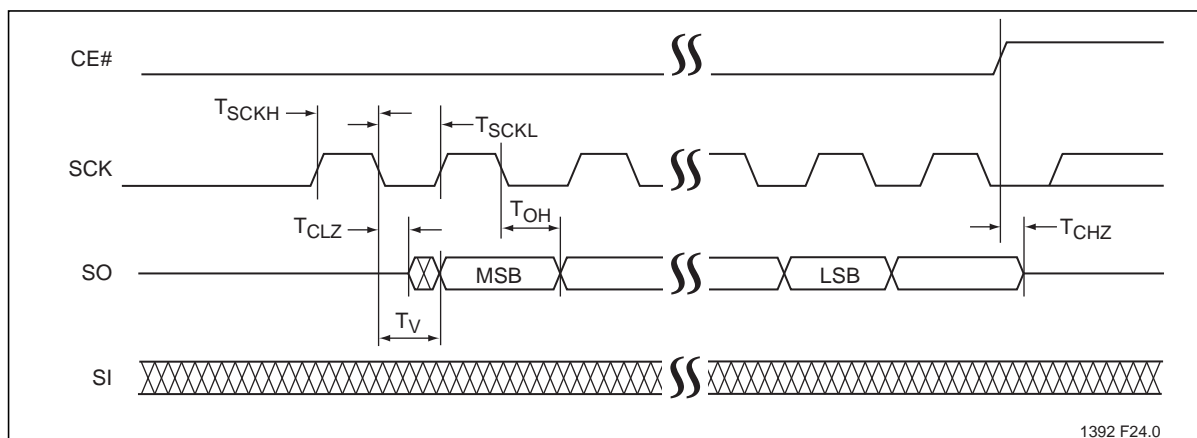 CE#
T_SCKH
T_SCKL
SCK
T_OH
T_CLZ
T_CHZ
SO
MSB
LSB
T_V
SI
1392 F24.0